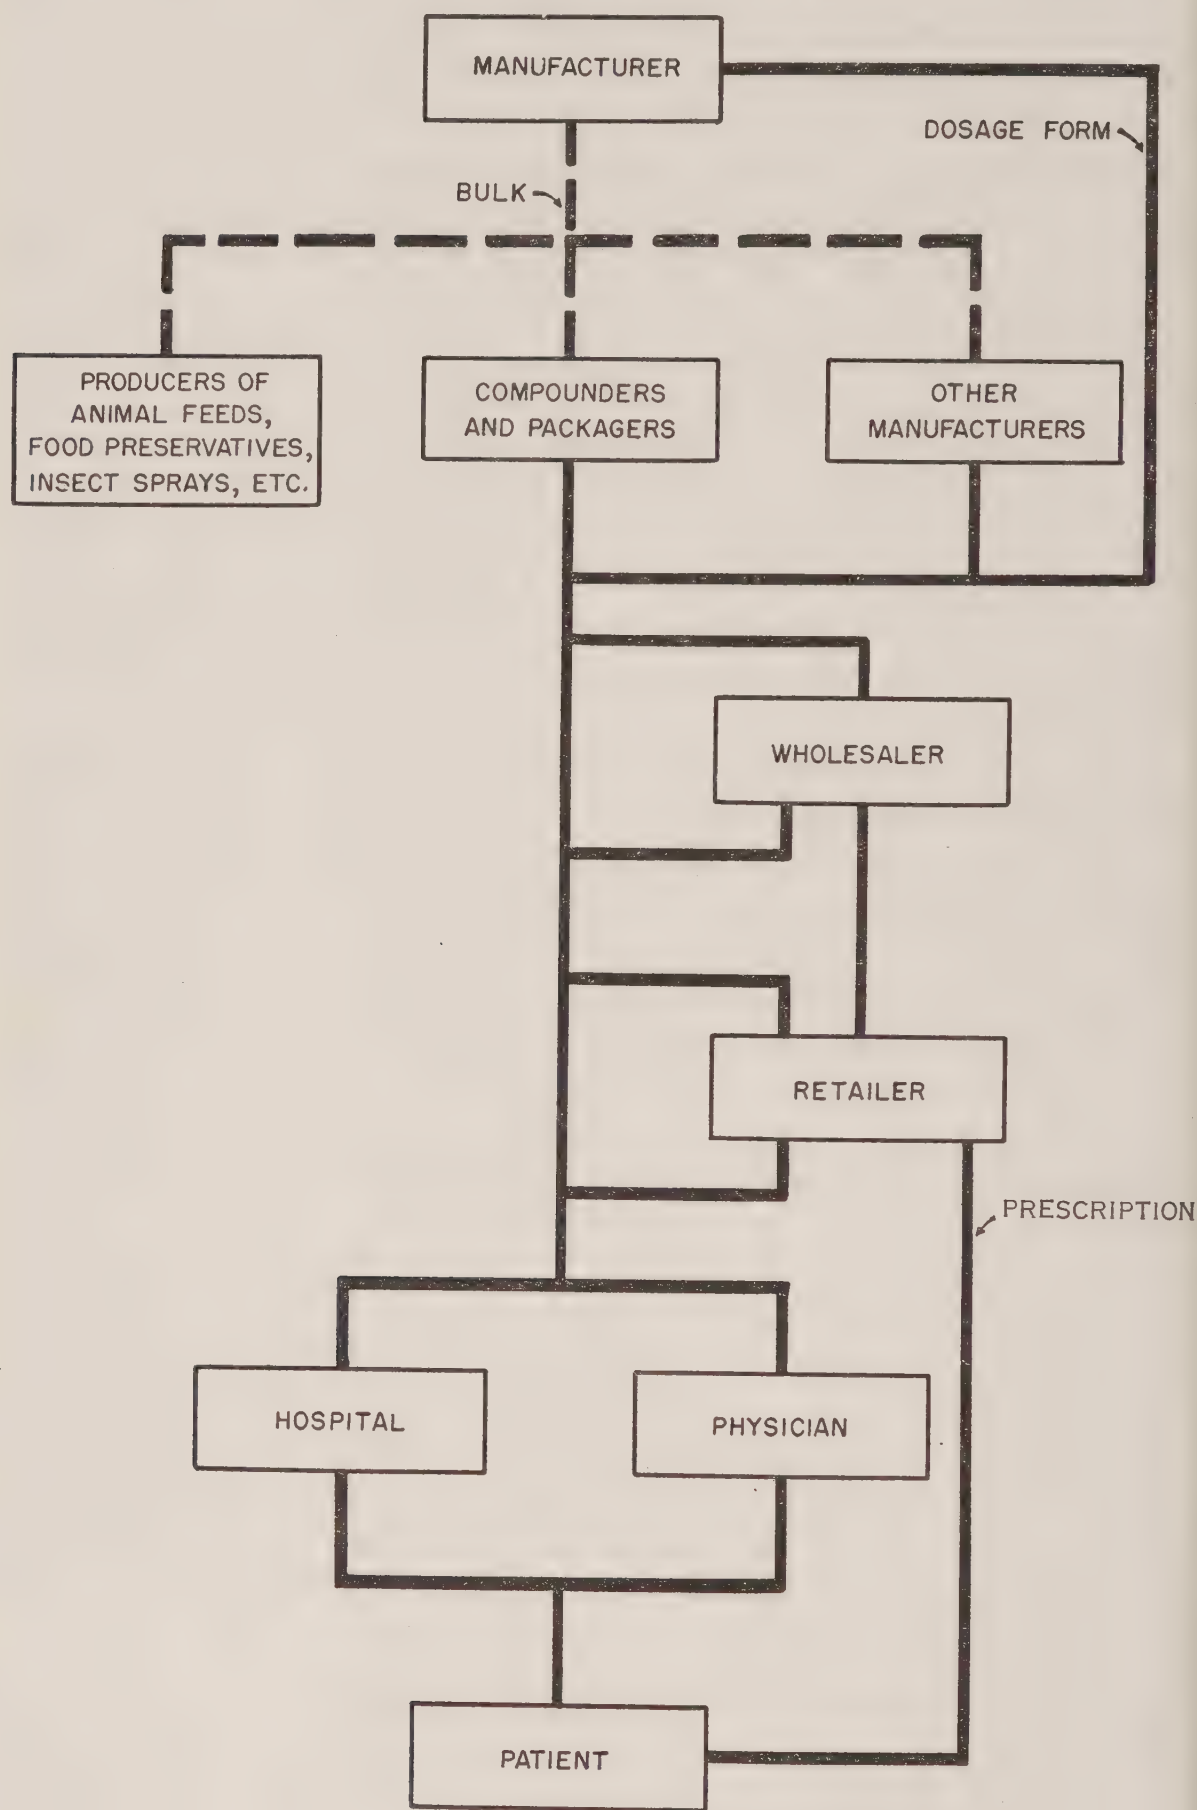 MANUFACTURER
DOSAGE FORM
BULK
PRODUCERS OF
ANIMAL FEEDS,
FOOD PRESERVATIVES,
INSECT SPRAYS, ETC.
COMPOUNDERS
AND PACKAGERS
OTHER
MANUFACTURERS
WHOLESALER
RETAILER
PRESCRIPTION
HOSPITAL
PHYSICIAN
PATIENT